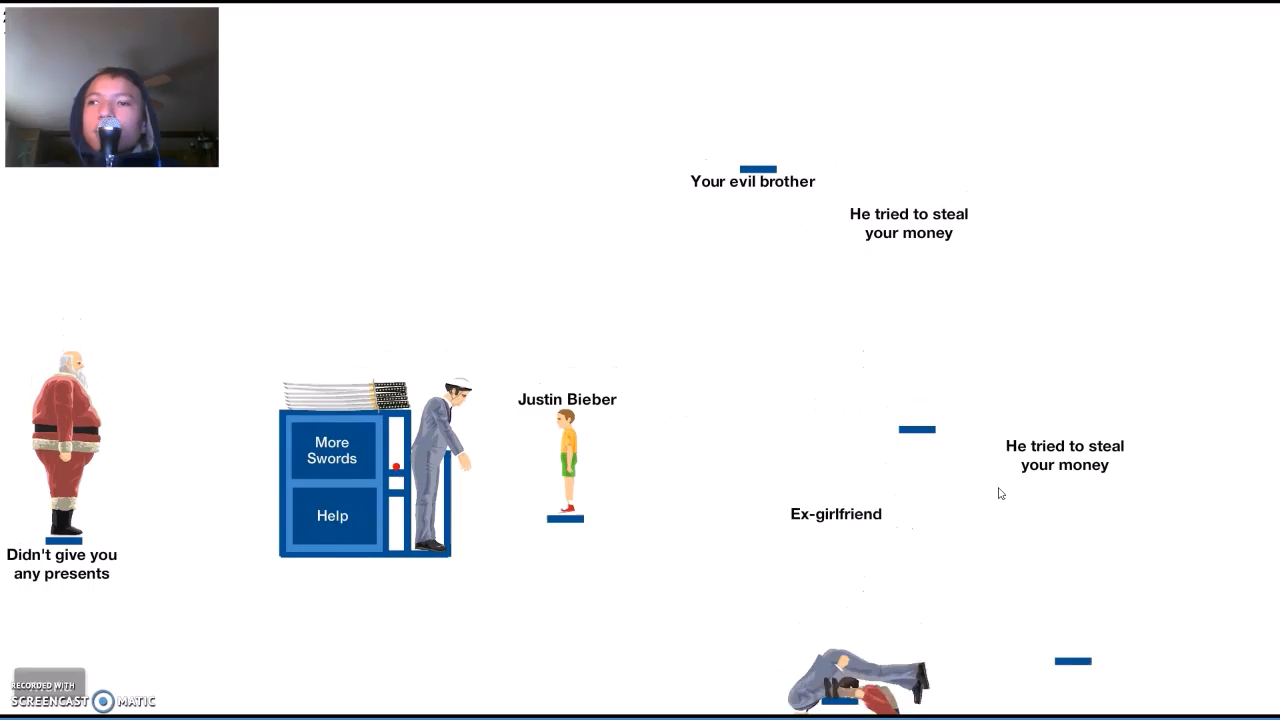 Your evil brother
He tried to steal
your money
Justin Bieber
More
Swords
He tried to steal
your money
Help
Ex-girlfriend
Didn't give you
any presents
RECORDED WITH
SCREENCAST MATIC